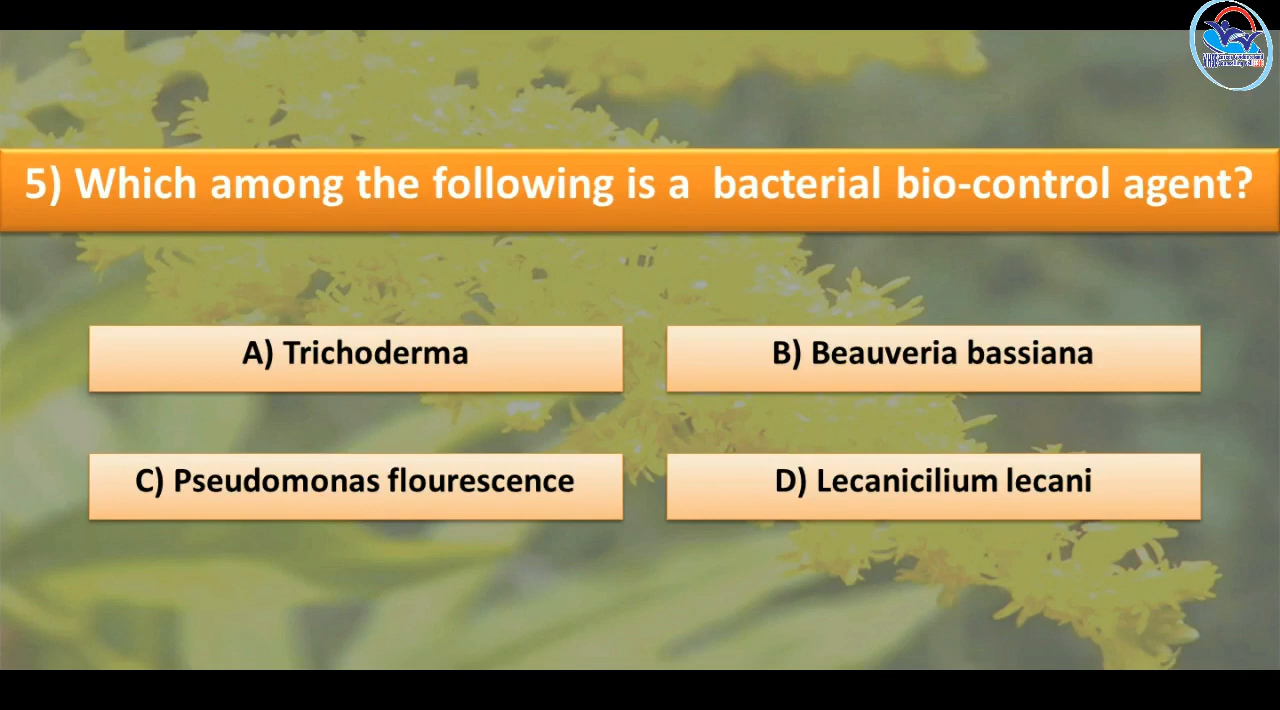 5) Which among the following is a bacterial bio-control agent?
A) Trichoderma
B) Beauveria bassiana
C) Pseudomonas flourescence
D) Lecanicilium lecani